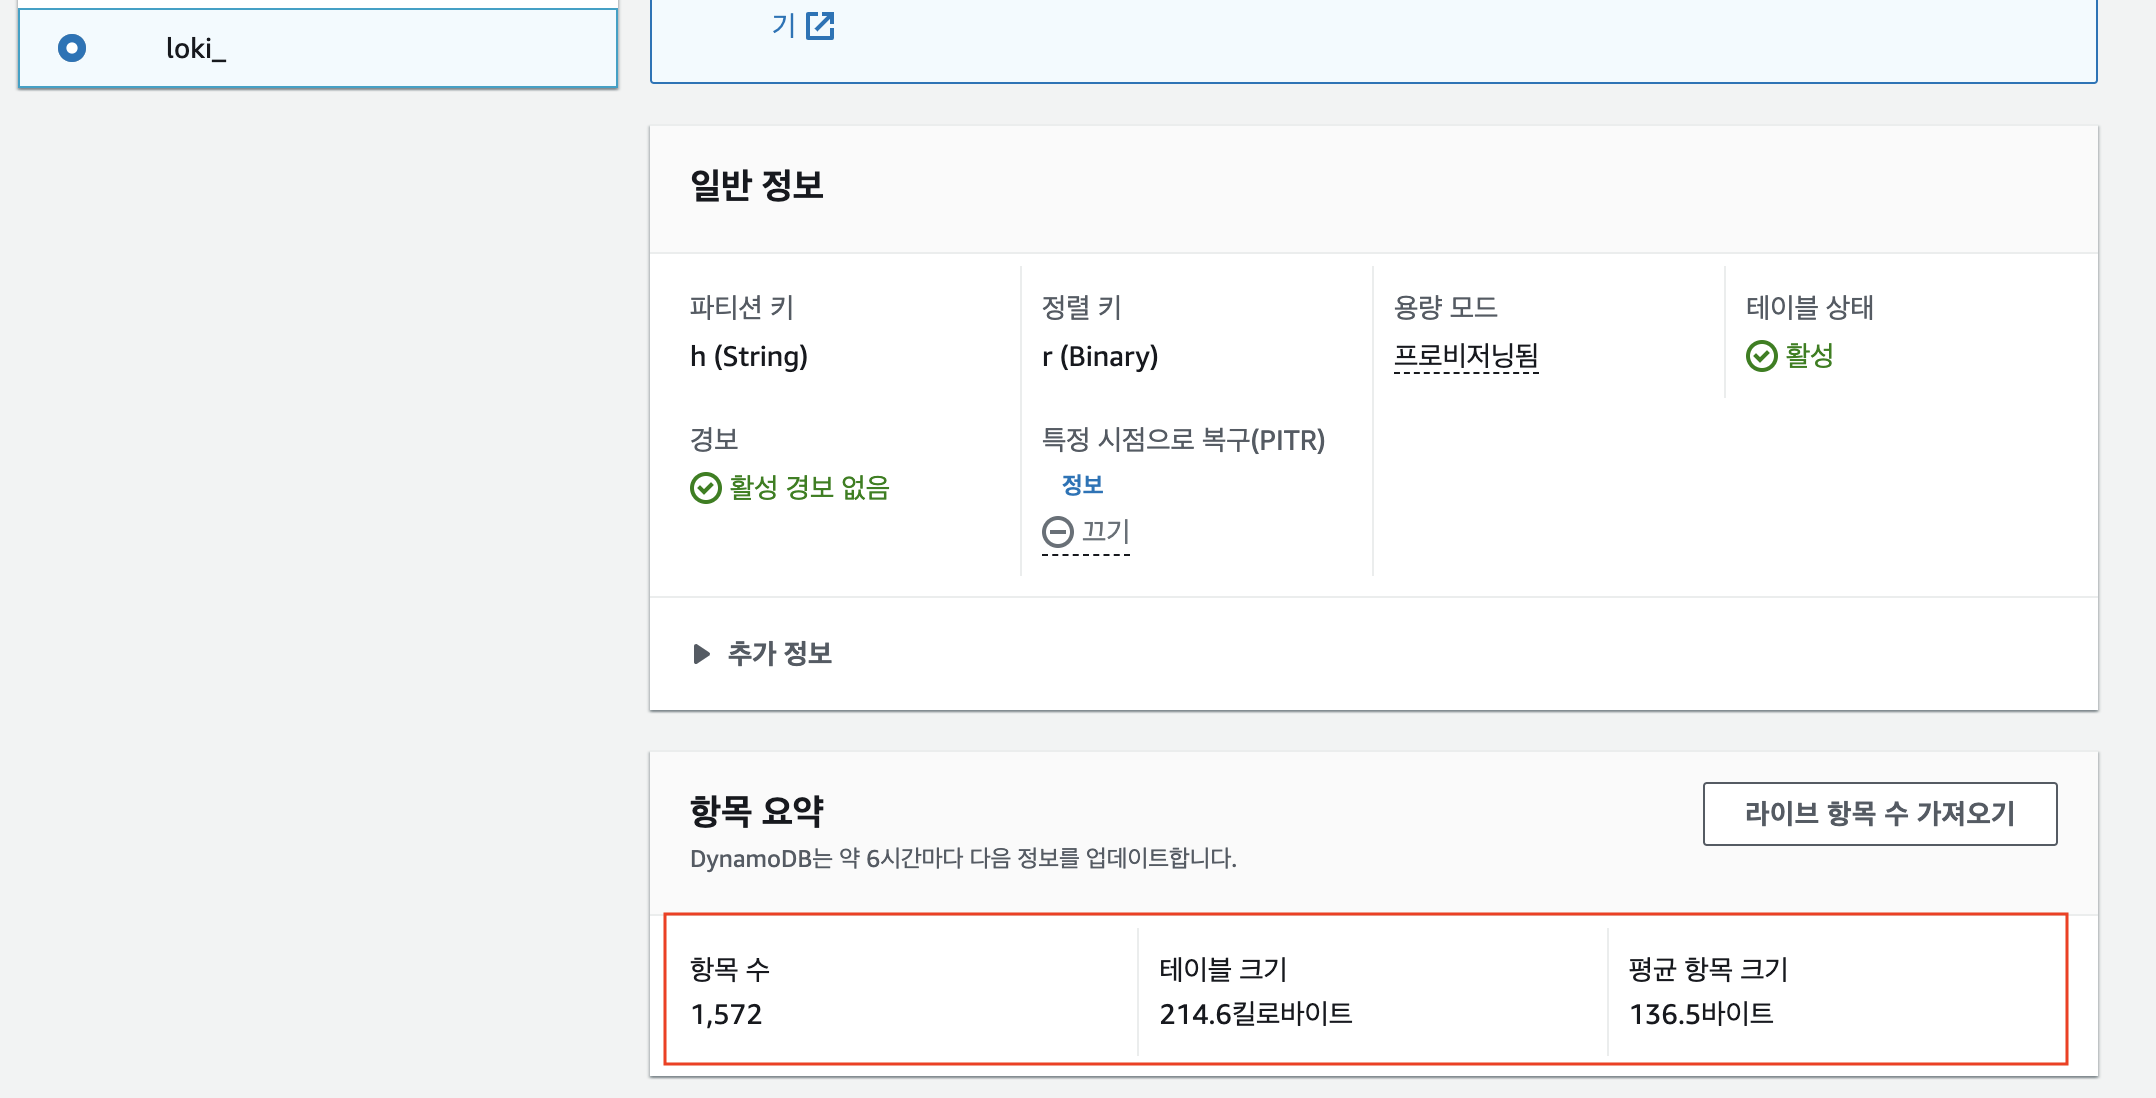 loki_
기
일반 정보
파티션 키
h (String)
정렬 키
r (Binary)
용량 모드
프로비저닝됨
테이블 상태
활성
경보
활성 경보 없음
특정 시점으로 복구(PITR)
정보
끄기
추가 정보
항목 요약
라이브 항목 수 가져오기
DynamoDB는 약 6시간마다 다음 정보를 업데이트합니다.
항목 수
1,572
테이블 크기
214.6킬로바이트
평균 항목 크기
136.5바이트